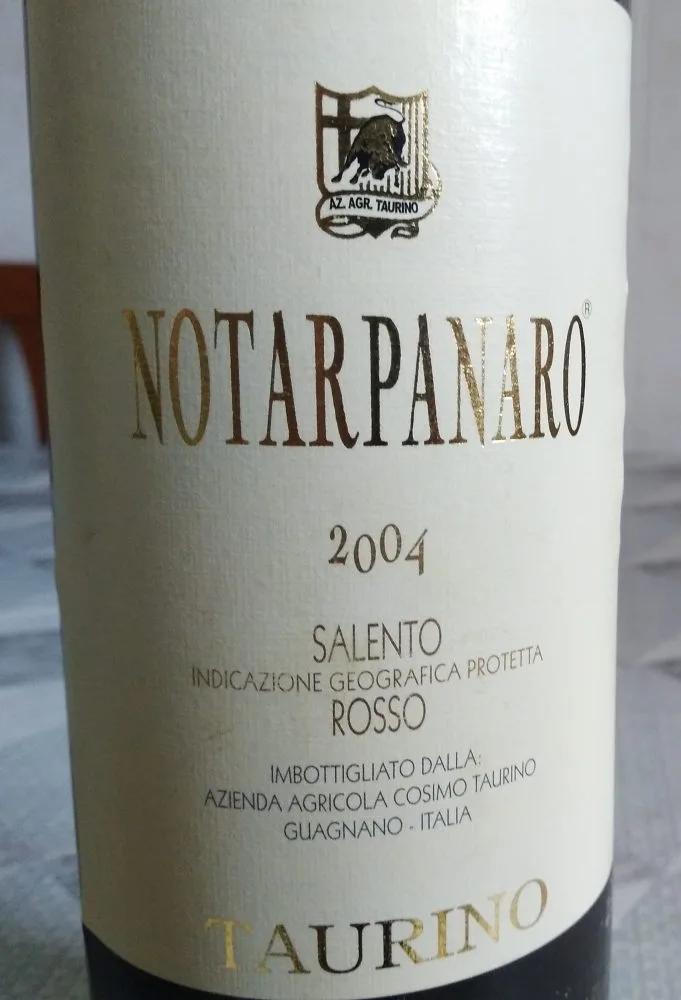 AZ. AGR. TAURINO
NOTARPANARO®
2004
SALENTO
INDICAZIONE GEOGRAFICA PROTETTA
ROSSO
IMBOTTIGLIATO DALLA:
AZIENDA AGRICOLA COSIMO TAURINO
GUAGNANO - ITALIA
TAURINO